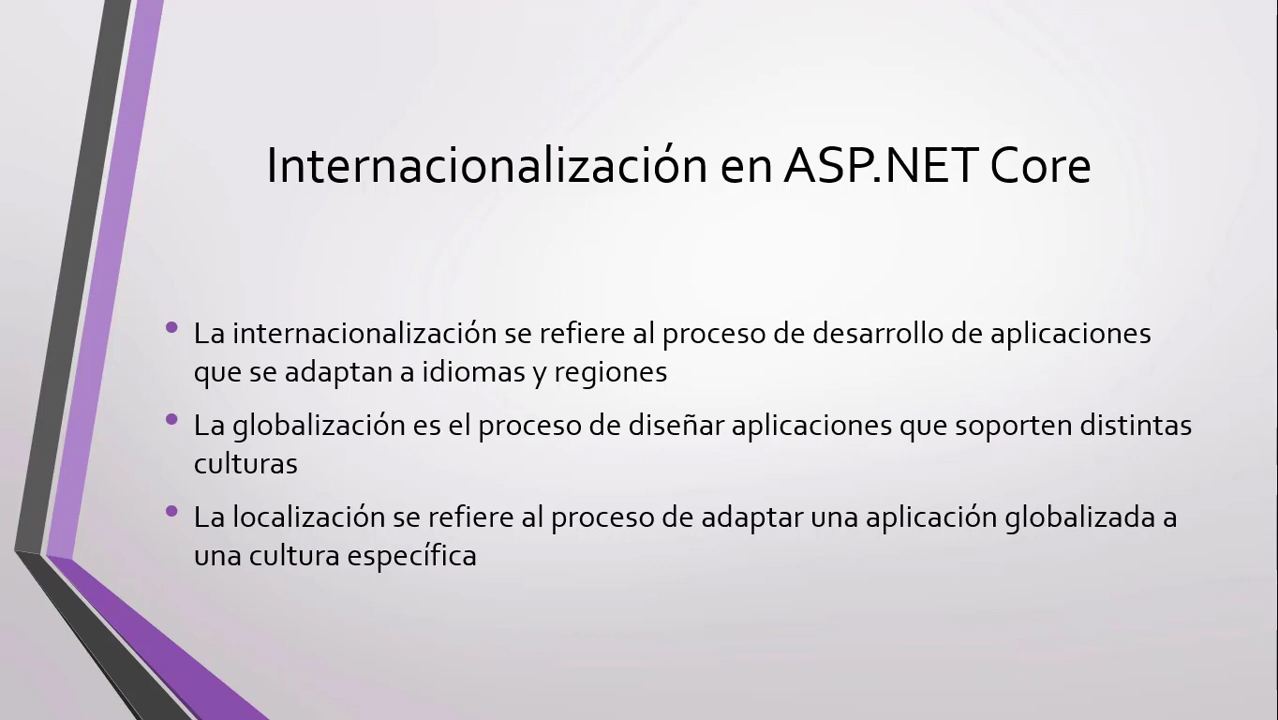 Internacionalización en ASP.NET Core
• La internacionalización se refiere al proceso de desarrollo de aplicaciones
que se adaptan a idiomas y regiones
• La globalización es el proceso de diseñar aplicaciones que soporten distintas
culturas
• La localización se refiere al proceso de adaptar una aplicación globalizada a
una cultura específica